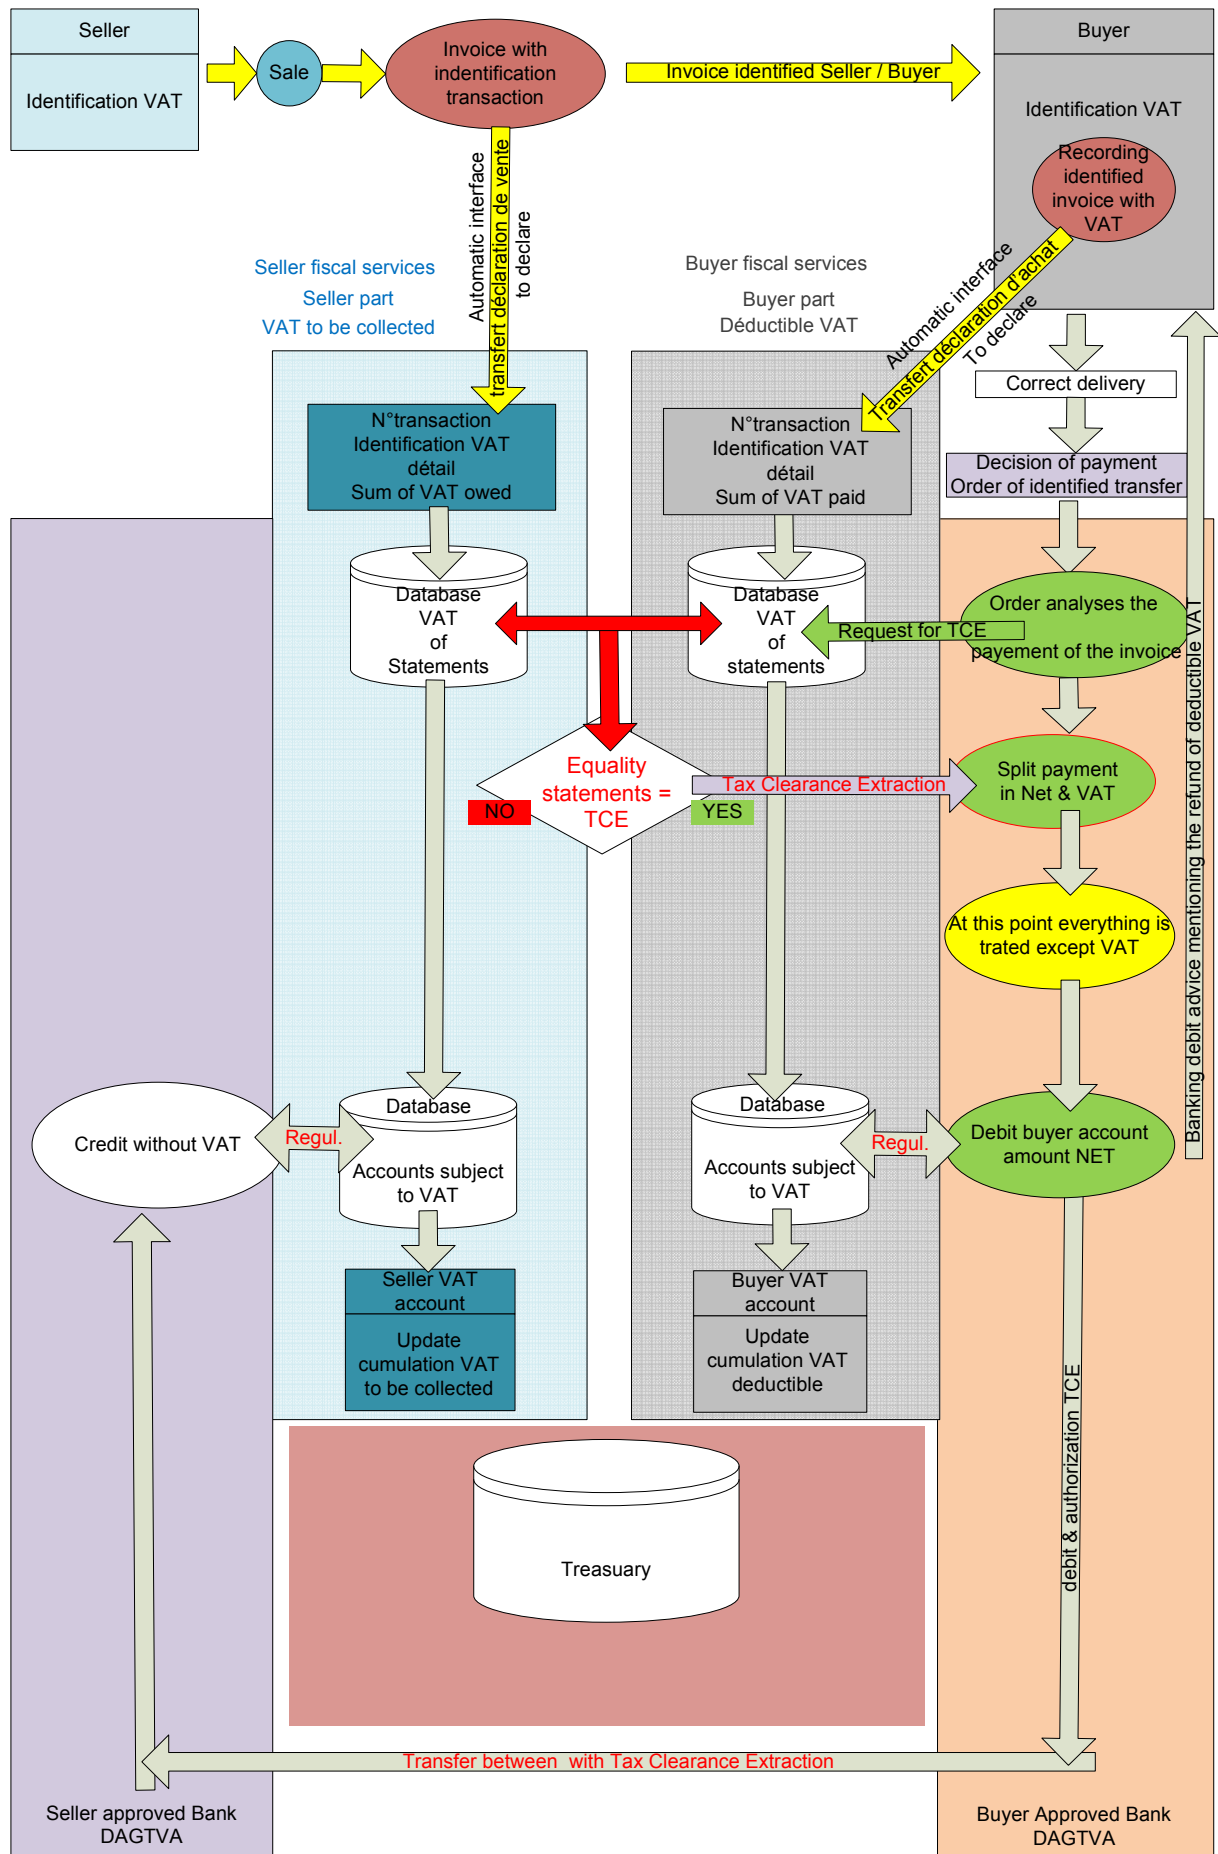 Seller
Identification VAT
Sale
Invoice with
indentification
transaction
Invoice identified Seller / Buyer
Buyer
Identification VAT
Recording
identified
invoice with
VAT
Automatic interface
transfert déclaration de vente
to declare
Automatic interface
Transfert déclaration d'achat
To declare
Seller fiscal services
Seller part
VAT to be collected
Buyer fiscal services
Buyer part
Déductible VAT
Correct delivery
Decision of payment
Order of identified transfer
N°transaction
Identification VAT
détail
Sum of VAT owed
N°transaction
Identification VAT
détail
Sum of VAT paid
Database
VAT
of
Statements
Database
VAT
of
statements
Request for TCE
Order analyses the
payement of the invoice
Equality
statements =
TCE
NO
YES
Tax Clearance Extraction
Split payment
in Net & VAT
At this point everything is
trated except VAT
Banking debit advice mentioning the refund of deductible VAT
Credit without VAT
Regul.
Database
Accounts subject
to VAT
Database
Accounts subject
to VAT
Regul.
Debit buyer account
amount NET
Seller VAT
account
Update
cumulation VAT
to be collected
Buyer VAT
account
Update
cumulation VAT
deductible
debit & authorization TCE
Treasuary
Transfer between  with Tax Clearance Extraction
Seller approved Bank
DAGTVA
Buyer Approved Bank
DAGTVA